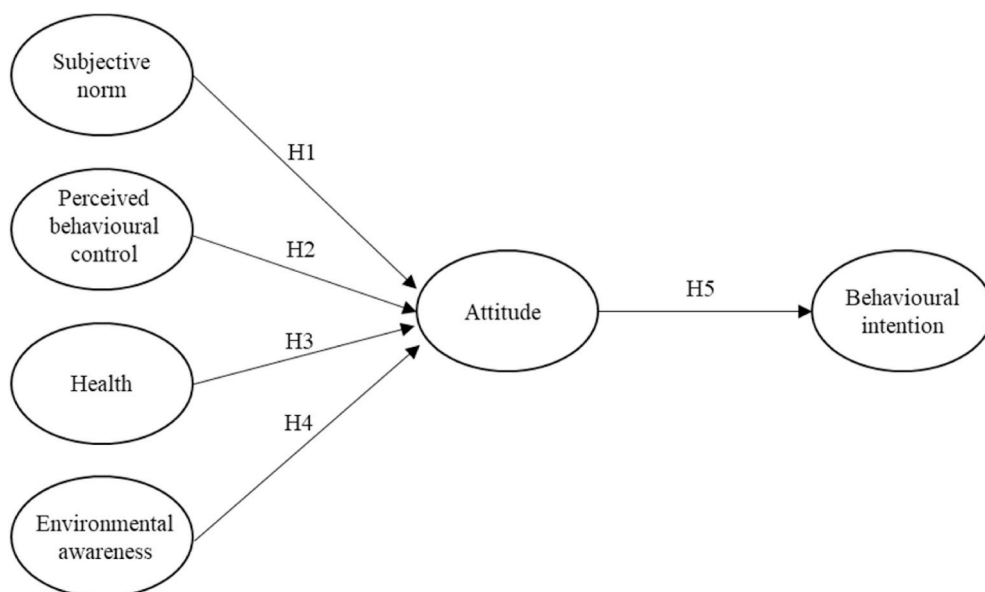 Subjective
norm
H1
Perceived
behavioural
control
H2
Attitude
H5
Behavioural
intention
H3
Health
H4
Environmental
awareness